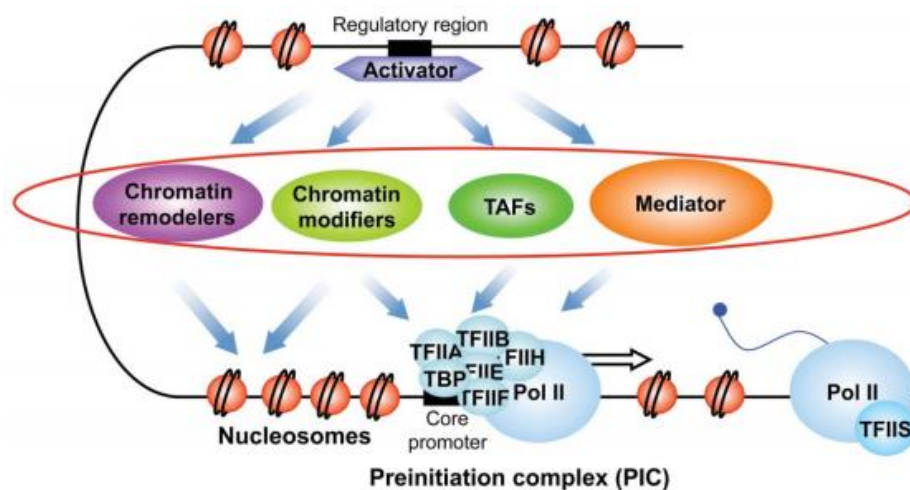 Regulatory region
Activator
Chromatin
remodelers
Chromatin
modifiers
TAFs
Mediator
TFIIB
TFIIA
FIIH
FIIE
TBP
TFIIF
Pol II
Pol II
TFIIS
Core
promoter
Nucleosomes
Preinitiation complex (PIC)